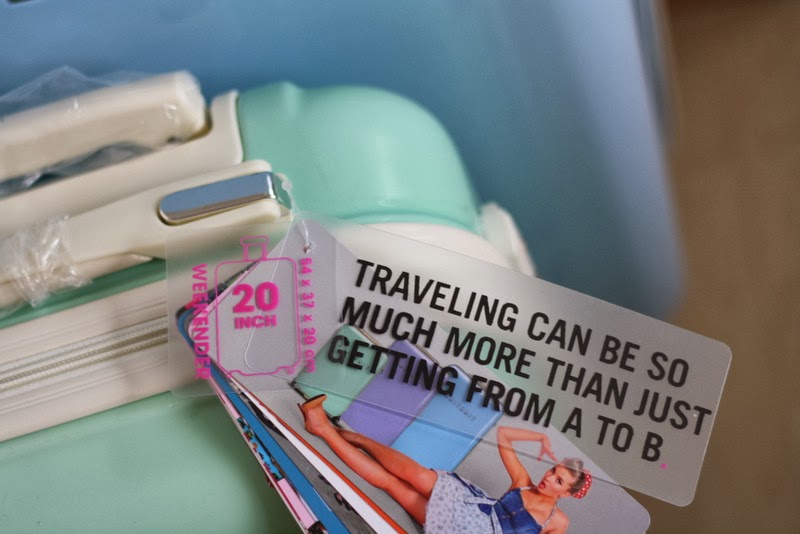 WEEKENDER
20
INCH
54 x 37 x 20 cm
TRAVELING CAN BE SO
MUCH MORE THAN JUST
GETTING FROM A TO B.